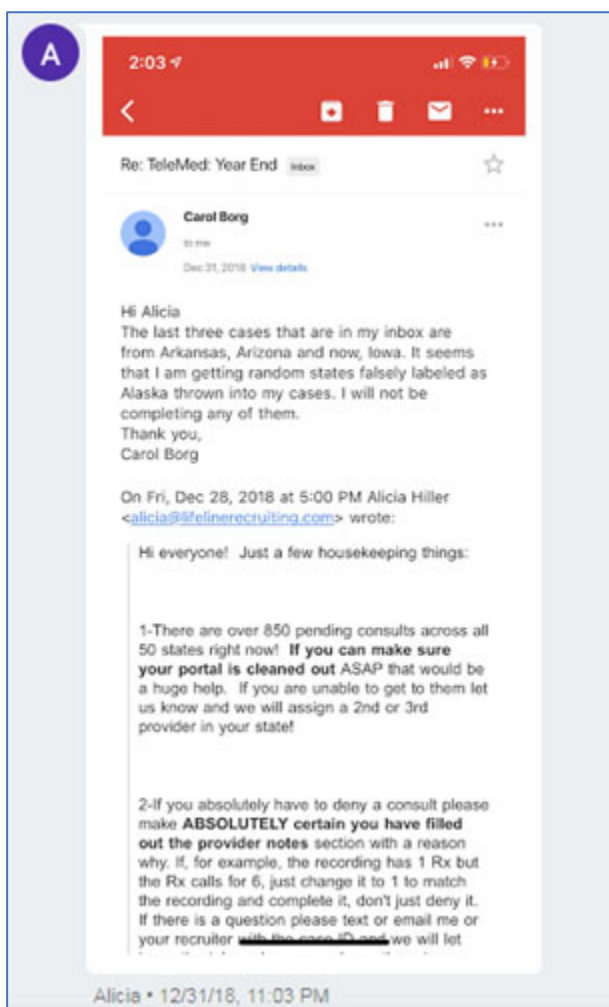 A
2:03
Re: TeleMed: Year End Inbox
Carol Borg
to me
Dec 31, 2018 View details
Hi Alicia
The last three cases that are in my inbox are
from Arkansas, Arizona and now, Iowa. It seems
that I am getting random states falsely labeled as
Alaska thrown into my cases. I will not be
completing any of them.
Thank you,
Carol Borg
On Fri, Dec 28, 2018 at 5:00 PM Alicia Hiller
<alicia@lifelinerecruiting.com> wrote:
Hi everyone! Just a few housekeeping things:
1-There are over 850 pending consults across all
50 states right now! If you can make sure
your portal is cleaned out ASAP that would be
a huge help. If you are unable to get to them let
us know and we will assign a 2nd or 3rd
provider in your state!
2-If you absolutely have to deny a consult please
make ABSOLUTELY certain you have filled
out the provider notes section with a reason
why. If, for example, the recording has 1 Rx but
the Rx calls for 6, just change it to 1 to match
the recording and complete it, don't just deny it.
If there is a question please text or email me or
your recruiter with the case ID and we will let
Alicia • 12/31/18, 11:03 PM